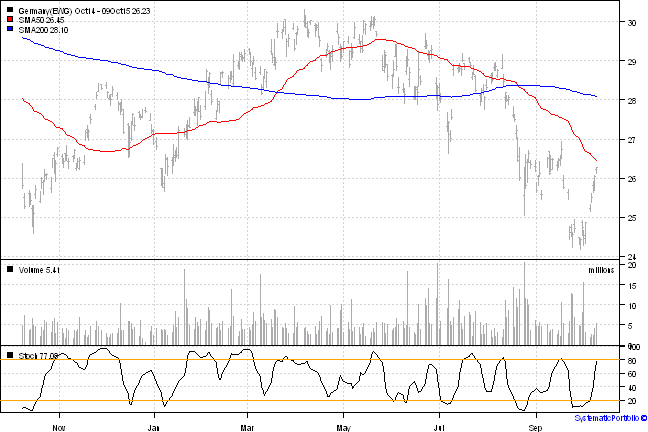 Germany(EWG) Oct14 - 09Oct15 26.23
SMA50 26.45
SMA200 28.10
30
29
28
27
26
25
24
Volume 5.41
millions
20
15
10
5
0
Stoch 77.09
100
80
60
40
20
Nov Jan Mar May Jul Sep
SystematicPortfolio ©